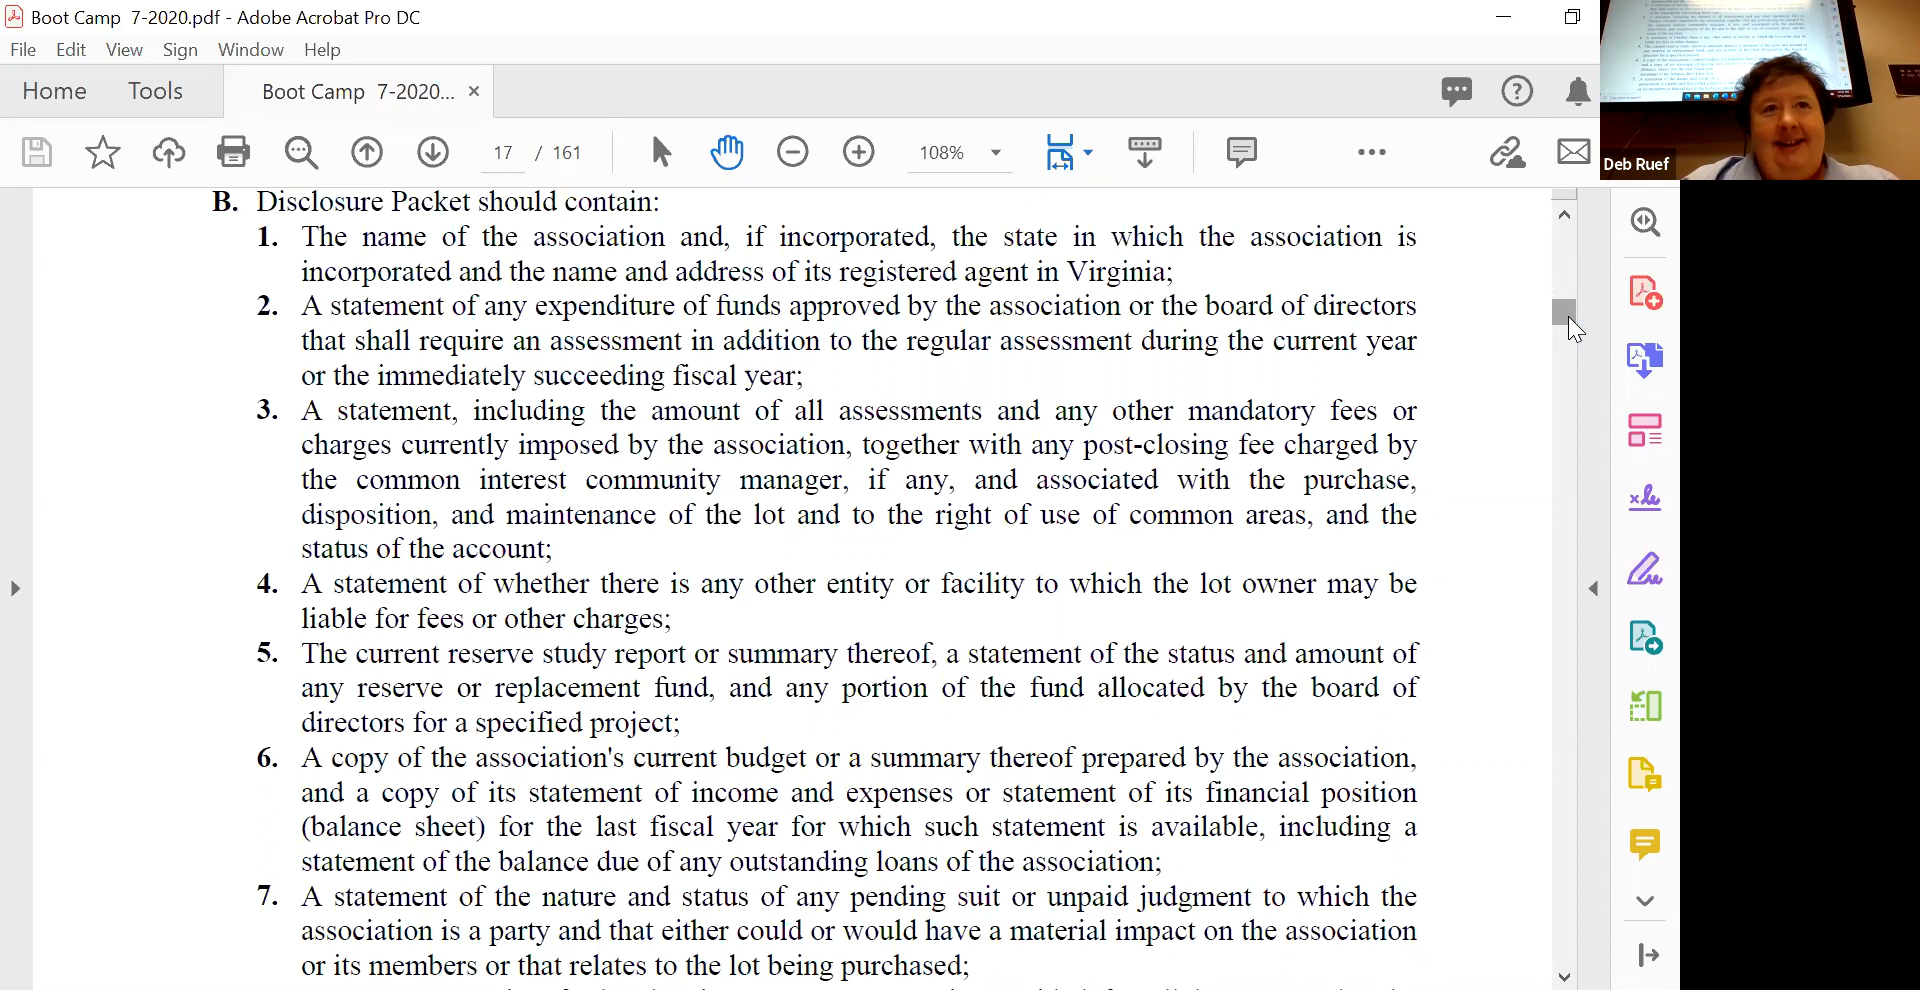 Boot Camp 7-2020.pdf - Adobe Acrobat Pro DC
File Edit View Sign Window Help
Home Tools Boot Camp 7-2020... ×
17 / 161 108%
Deb Ruef
B. Disclosure Packet should contain:
1. The name of the association and, if incorporated, the state in which the association is
incorporated and the name and address of its registered agent in Virginia;
2. A statement of any expenditure of funds approved by the association or the board of directors
that shall require an assessment in addition to the regular assessment during the current year
or the immediately succeeding fiscal year;
3. A statement, including the amount of all assessments and any other mandatory fees or
charges currently imposed by the association, together with any post-closing fee charged by
the common interest community manager, if any, and associated with the purchase,
disposition, and maintenance of the lot and to the right of use of common areas, and the
status of the account;
4. A statement of whether there is any other entity or facility to which the lot owner may be
liable for fees or other charges;
5. The current reserve study report or summary thereof, a statement of the status and amount of
any reserve or replacement fund, and any portion of the fund allocated by the board of
directors for a specified project;
6. A copy of the association's current budget or a summary thereof prepared by the association,
and a copy of its statement of income and expenses or statement of its financial position
(balance sheet) for the last fiscal year for which such statement is available, including a
statement of the balance due of any outstanding loans of the association;
7. A statement of the nature and status of any pending suit or unpaid judgment to which the
association is a party and that either could or would have a material impact on the association
or its members or that relates to the lot being purchased;